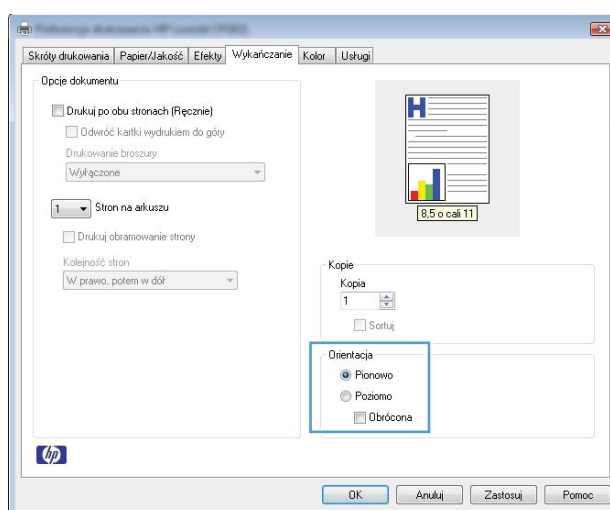 Skróty drukowania Papier/Jakość Efekty Wykańczanie Kolor Usługi
Opcje dokumentu
Drukuj po obu stronach (Ręcznie)
Odwróć kartki wydrukiem do góry
Drukowanie broszury
Wyłączone
1 Stron na arkuszu
Drukuj obramowanie strony
Kolejność stron
W prawo, potem w dół
H
8,5 o cali 11
Kopie
Kopia
1
Sortuj
Orientacja
Pionowo
Poziomo
Obrócona
hp
OK Anuluj Zastosuj Pomoc